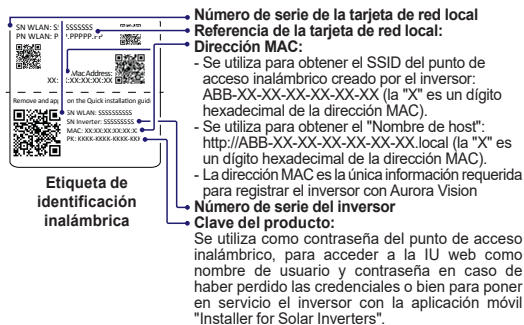 SN WLAN: S SSSSSSS
PN WLAN: P .PPPPP.
Mac Address:
XX: X:XX:XX:XX
Remove and app on the Quick installation guid
SN WLAN: SSSSSSSSSS
SN Inverter: SSSSSSSSSS
MAC: XX:XX:XX:XX:XX:X
PK: KKKK-KKKK-KKKK-KKK
Etiqueta de
identificación
inalámbrica
Número de serie de la tarjeta de red local
Referencia de la tarjeta de red local:
Dirección MAC:
- Se utiliza para obtener el SSID del punto de
acceso inalámbrico creado por el inversor:
ABB-XX-XX-XX-XX-XX-XX (la "X" es un dígito
hexadecimal de la dirección MAC).
- Se utiliza para obtener el "Nombre de host":
http://ABB-XX-XX-XX-XX-XX-XX.local (la "X" es
un dígito hexadecimal de la dirección MAC).
- La dirección MAC es la única información requerida
para registrar el inversor con Aurora Vision
Número de serie del inversor
Clave del producto:
Se utiliza como contraseña del punto de acceso
inalámbrico, para acceder a la IU web como
nombre de usuario y contraseña en caso de
haber perdido las credenciales o bien para poner
en servicio el inversor con la aplicación móvil
"Installer for Solar Inverters".